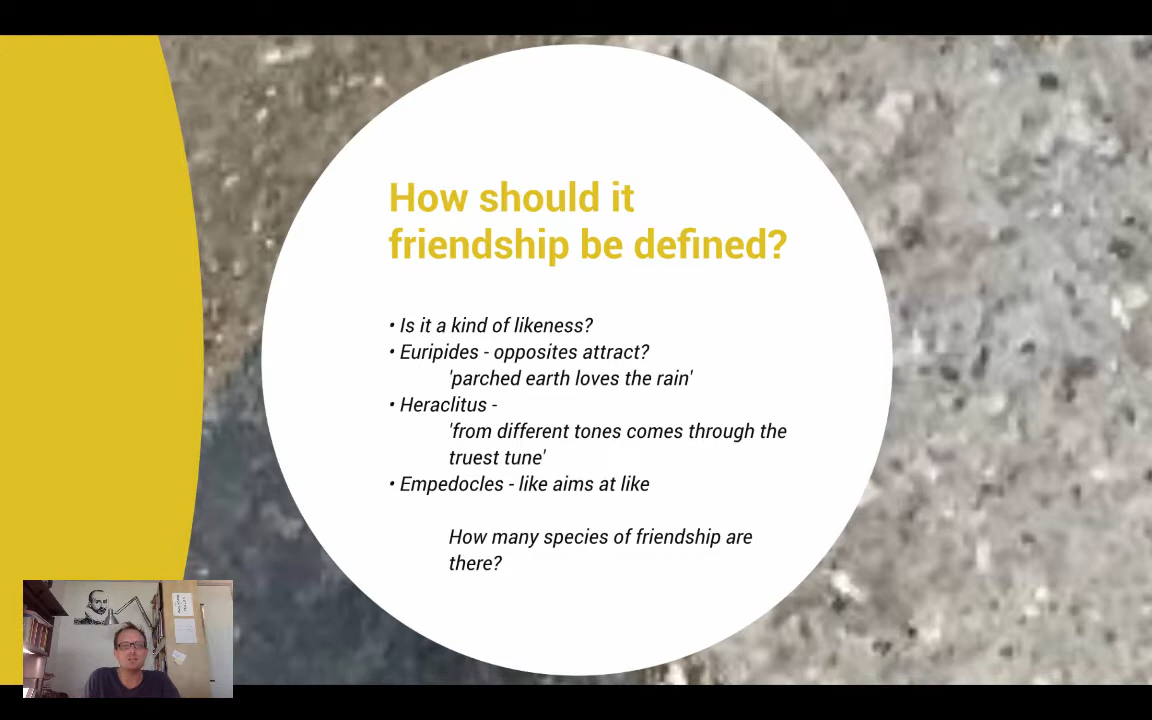 How should it
friendship be defined?
• Is it a kind of likeness?
• Euripides - opposites attract?
'parched earth loves the rain'
• Heraclitus -
'from different tones comes through the
truest tune'
• Empedocles - like aims at like
How many species of friendship are
there?